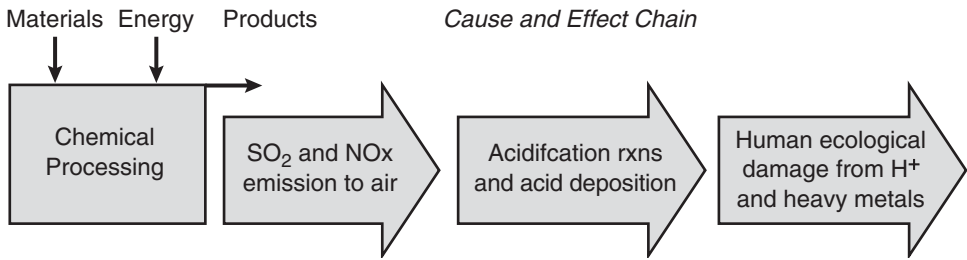 Materials Energy Products Cause and Effect Chain
Chemical
Processing
SO2 and NOx
emission to air
Acidifcation rxns
and acid deposition
Human ecological
damage from H+
and heavy metals